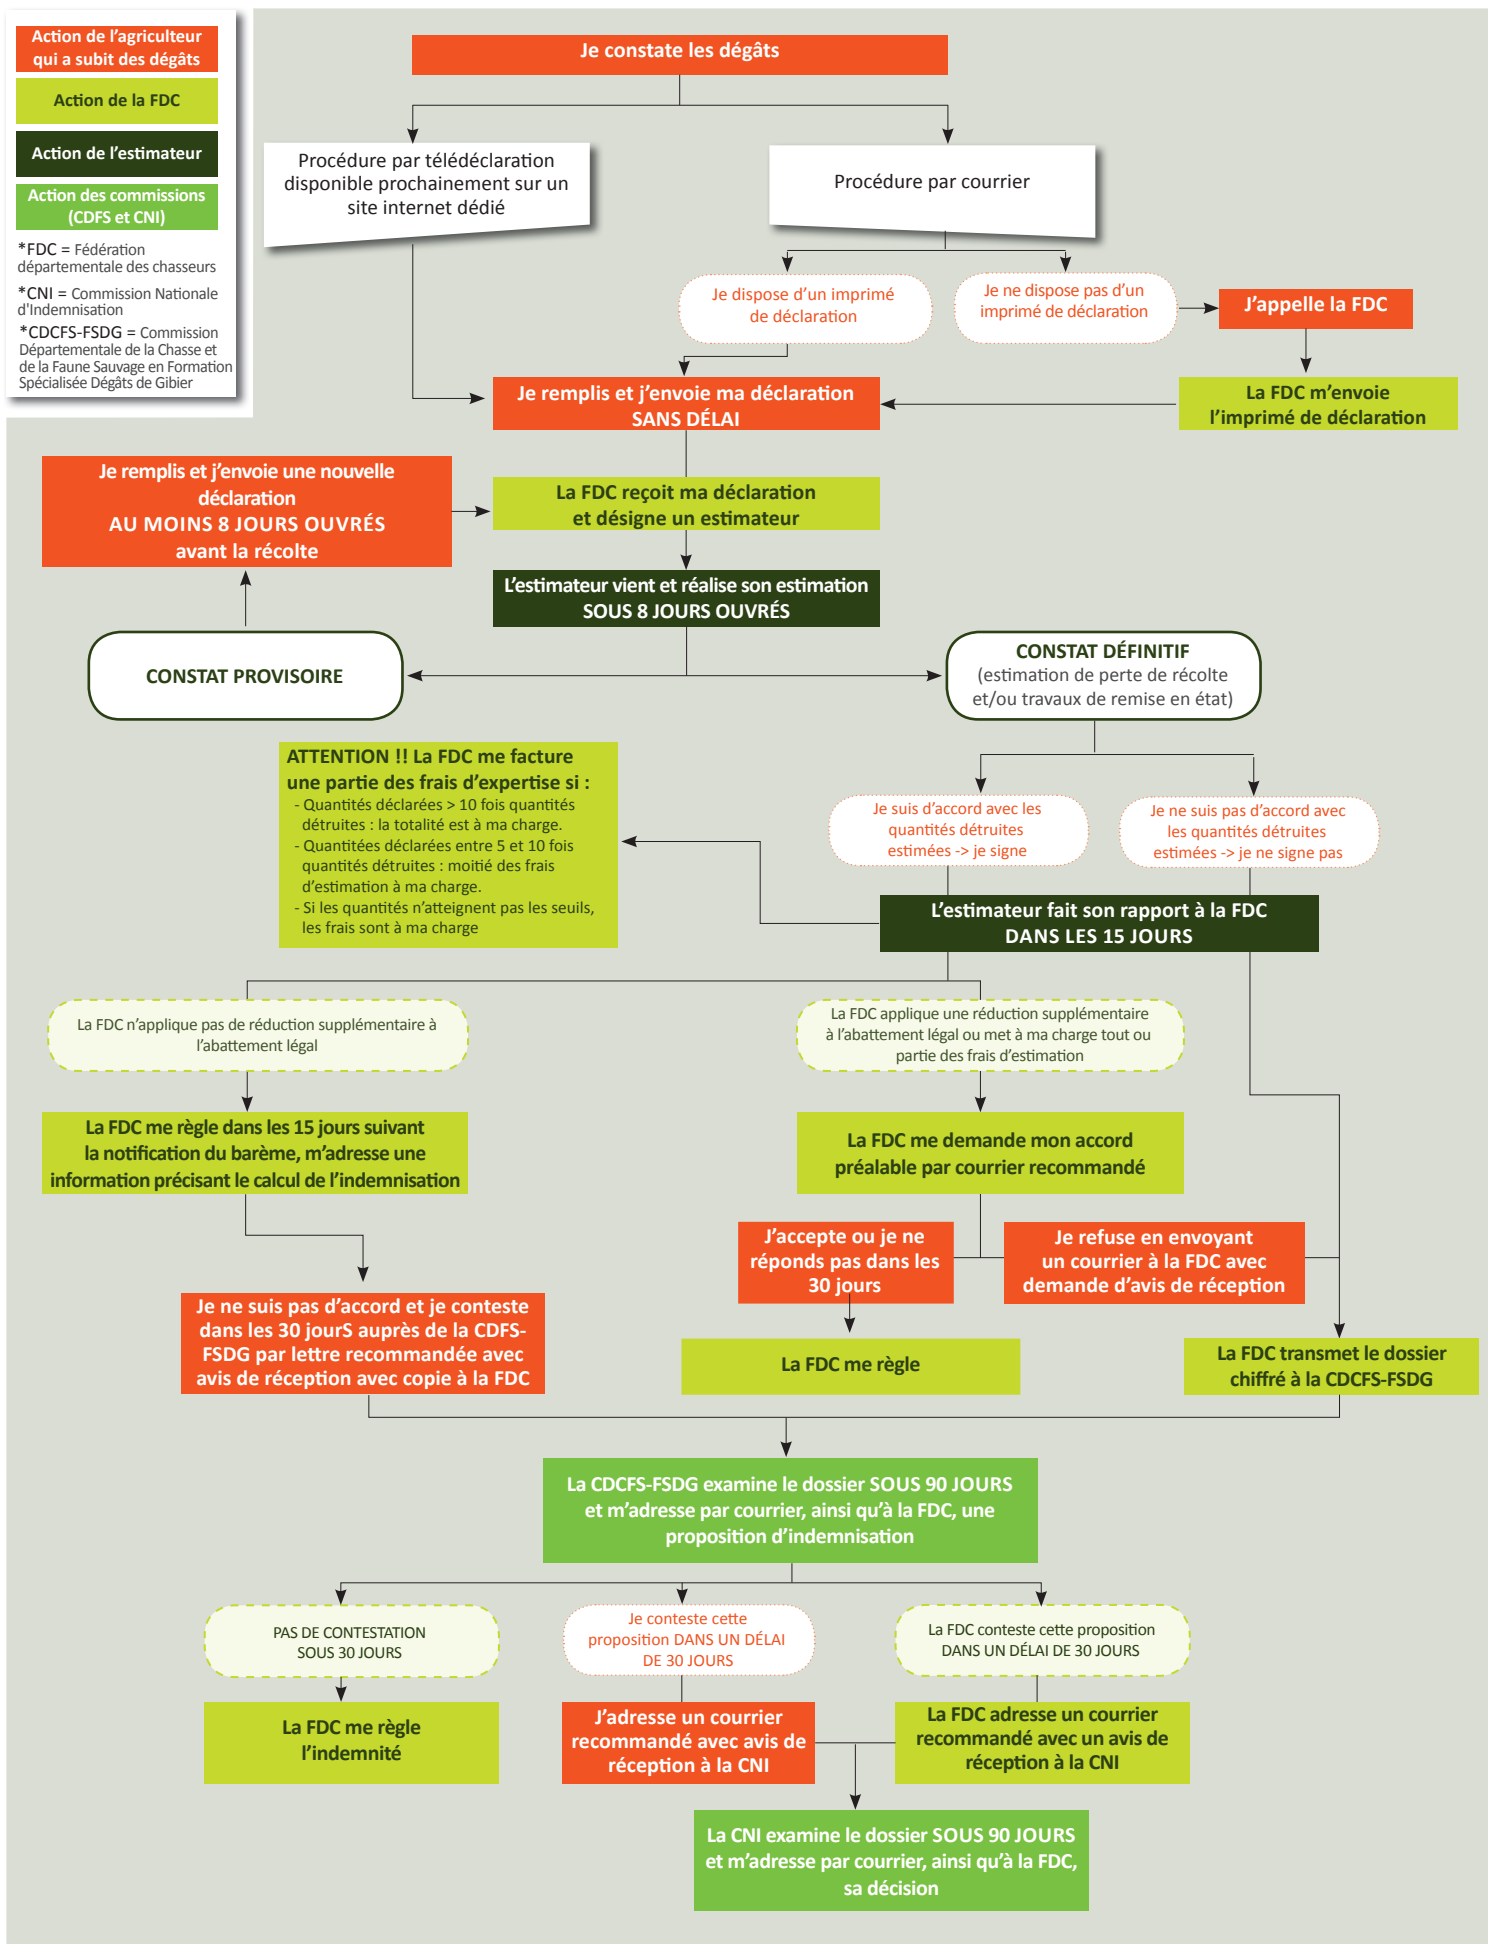 Action de l’agriculteur
qui a subit des dégâts
Action de la FDC
Action de l’estimateur
Action des commissions
(CDFS et CNI)
*FDC = Fédération
départementale des chasseurs
*CNI = Commission Nationale
d'Indemnisation
*CDCFS-FSDG = Commission
Départementale de la Chasse et
de la Faune Sauvage en Formation
Spécialisée Dégâts de Gibier
Je constate les dégâts
Procédure par télédéclaration
disponible prochainement sur un
site internet dédié
Procédure par courrier
Je dispose d’un imprimé
de déclaration
Je ne dispose pas d’un
imprimé de déclaration
J’appelle la FDC
La FDC m’envoie
l’imprimé de déclaration
Je remplis et j’envoie ma déclaration
SANS DÉLAI
Je remplis et j’envoie une nouvelle
déclaration
AU MOINS 8 JOURS OUVRÉS
avant la récolte
La FDC reçoit ma déclaration
et désigne un estimateur
L’estimateur vient et réalise son estimation
SOUS 8 JOURS OUVRÉS
CONSTAT PROVISOIRE
CONSTAT DÉFINITIF
(estimation de perte de récolte
et/ou travaux de remise en état)
ATTENTION !! La FDC me facture
une partie des frais d’expertise si :
- Quantités déclarées > 10 fois quantités
détruites : la totalité est à ma charge.
- Quantitées déclarées entre 5 et 10 fois
quantités détruites : moitié des frais
d’estimation à ma charge.
- Si les quantités n’atteignent pas les seuils,
les frais sont à ma charge
Je suis d’accord avec les
quantités détruites
estimées -> je signe
Je ne suis pas d’accord avec
les quantités détruites
estimées -> je ne signe pas
L’estimateur fait son rapport à la FDC
DANS LES 15 JOURS
La FDC n’applique pas de réduction supplémentaire à
l’abattement légal
La FDC applique une réduction supplémentaire
à l’abattement légal ou met à ma charge tout ou
partie des frais d’estimation
La FDC me règle dans les 15 jours suivant
la notification du barème, m’adresse une
information précisant le calcul de l’indemnisation
La FDC me demande mon accord
préalable par courrier recommandé
J’accepte ou je ne
réponds pas dans les
30 jours
Je refuse en envoyant
un courrier à la FDC avec
demande d’avis de réception
Je ne suis pas d’accord et je conteste
dans les 30 jourS auprès de la CDFS-
FSDG par lettre recommandée avec
avis de réception avec copie à la FDC
La FDC me règle
La FDC transmet le dossier
chiffré à la CDCFS-FSDG
La CDCFS-FSDG examine le dossier SOUS 90 JOURS
et m’adresse par courrier, ainsi qu’à la FDC, une
proposition d’indemnisation
PAS DE CONTESTATION
SOUS 30 JOURS
Je conteste cette
proposition DANS UN DÉLAI
DE 30 JOURS
La FDC conteste cette proposition
DANS UN DÉLAI DE 30 JOURS
La FDC me règle
l’indemnité
J’adresse un courrier
recommandé avec avis de
réception à la CNI
La FDC adresse un courrier
recommandé avec un avis de
réception à la CNI
La CNI examine le dossier SOUS 90 JOURS
et m’adresse par courrier, ainsi qu’à la FDC,
sa décision